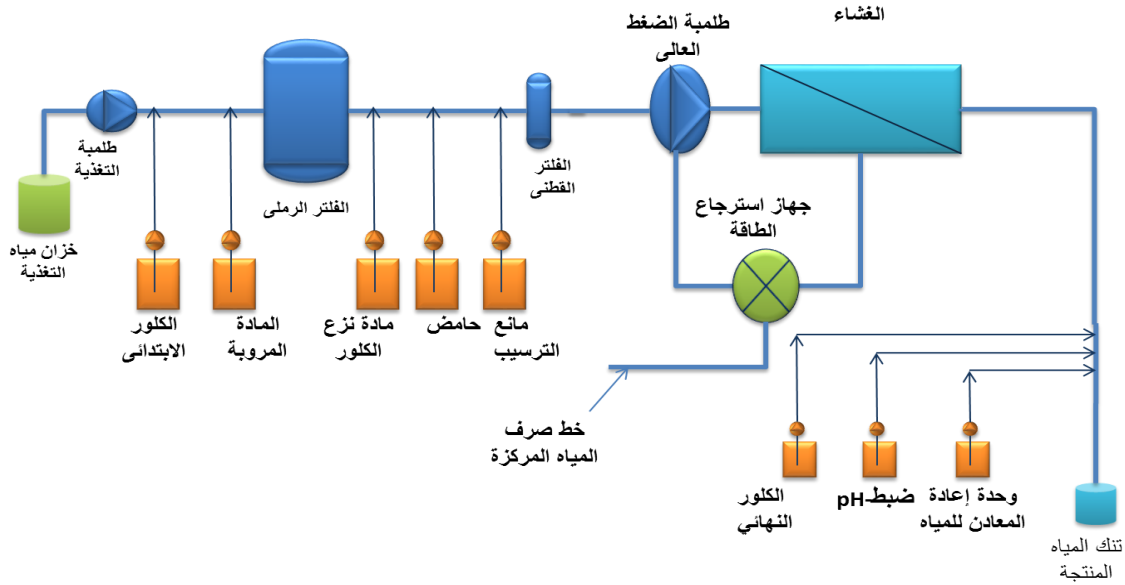 الغشاء
طلمبة الضغط
العالى
طلمبة
التغذية
الفلتر
القطنى
الفلتر الرملى
جهاز استرجاع
الطاقة
خزان مياه
التغذية
الكلور
الابتدائى
المادة
المروبة
مادة نزع
الكلور
حامض
مانع
الترسيب
خط صرف
المياه المركزة
الكلور
النهائي
ضبط pH
وحدة إعادة
المعادن للمياه
تنك المياه
المنتجة